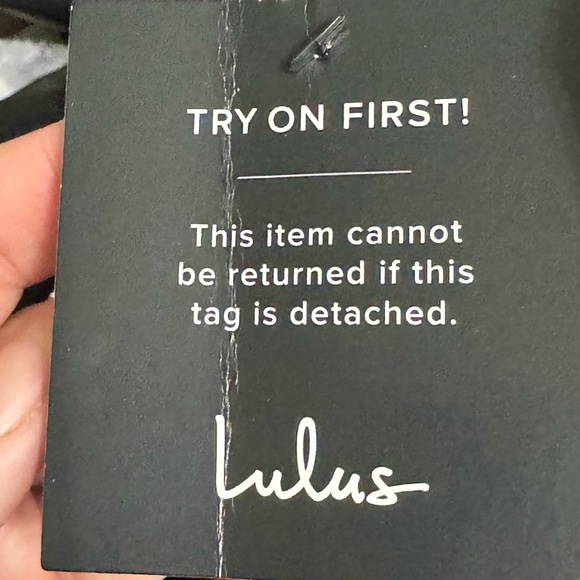 TRY ON FIRST!
This item cannot
be returned if this
tag is detached.
Lulus